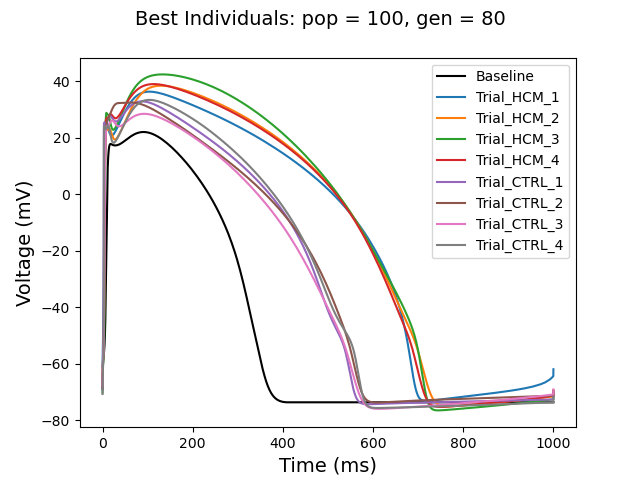 Best Individuals: pop = 100, gen = 80
Baseline
Trial_HCM_1
Trial_HCM_2
Trial_HCM_3
Trial_HCM_4
Trial_CTRL_1
Trial_CTRL_2
Trial_CTRL_3
Trial_CTRL_4
Voltage (mV)
40
20
0
−20
−40
−60
−80
0 200 400 600 800 1000
Time (ms)